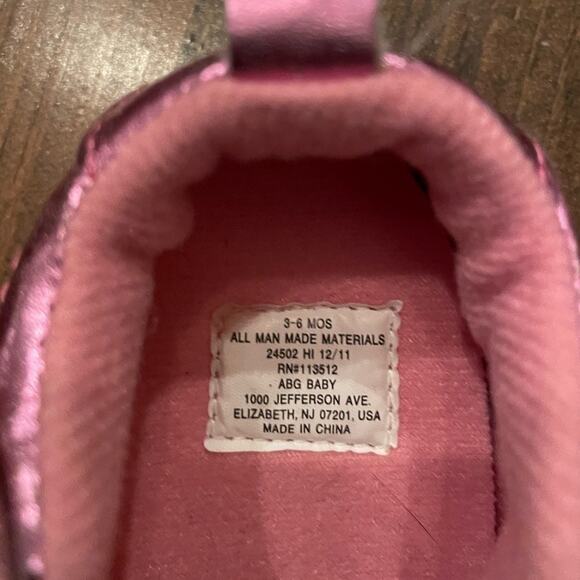 3-6 MOS
ALL MAN MADE MATERIALS
24502 HI 12/11
RN#113512
ABG BABY
1000 JEFFERSON AVE.
ELIZABETH, NJ 07201, USA
MADE IN CHINA